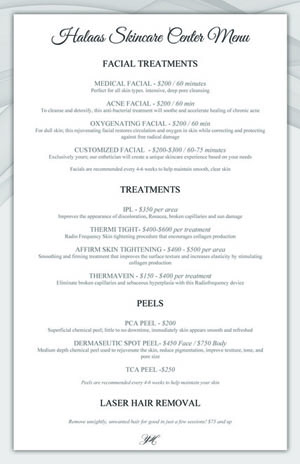 Halaas Skincare Center Menu
FACIAL TREATMENTS
MEDICAL FACIAL - $200 / 60 minutes
Perfect for all skin types, intensive, deep pore cleansing
ACNE FACIAL - $200 / 60 min
To cleanse and detoxify, this anti-bacterial treatment will soothe and accelerate healing of chronic acne
OXYGENATING FACIAL - $200 / 60 min
For dull skin; this rejuvenating facial restores circulation and oxygen in skin while correcting and protecting
against free radical damage
CUSTOMIZED FACIAL - $200-$300 / 60-75 minutes
Exclusively yours; our esthetician will create a unique skincare experience based on your needs
Facials are recommended every 4-6 weeks to help maintain smooth, clear skin
TREATMENTS
IPL - $150 per area
Improves the appearance of discoloration, Rosacea, broken capillaries and sun damage
THERMI TIGHT- $400-$600 per treatment
Radio Frequency Skin tightening procedure that encourages collagen production
AFFIRM SKIN TIGHTENING - $400 - $500 per area
Smoothing and firming treatment that improves the surface texture and increases elasticity by stimulating
collagen production
THERMAVEIN - $150 - $400 per treatment
Eliminate broken capillaries and sebaceous hyperplasia with this Radiofrequency device
PEELS
PCA PEEL - $200
Superficial chemical peel; little to no downtime, immediately skin appears smooth and refreshed
DERMASEUTIC SPOT PEEL- $450 Face / $750 Body
Medium depth chemical peel used to rejuvenate the skin, reduce pigmentation, improve texture, tone, and
pore size
TCA PEEL -$250
Peels are recommended every 4-6 weeks to help maintain your skin
LASER HAIR REMOVAL
Remove unsightly, unwanted hair for good in just a few sessions! $75 and up